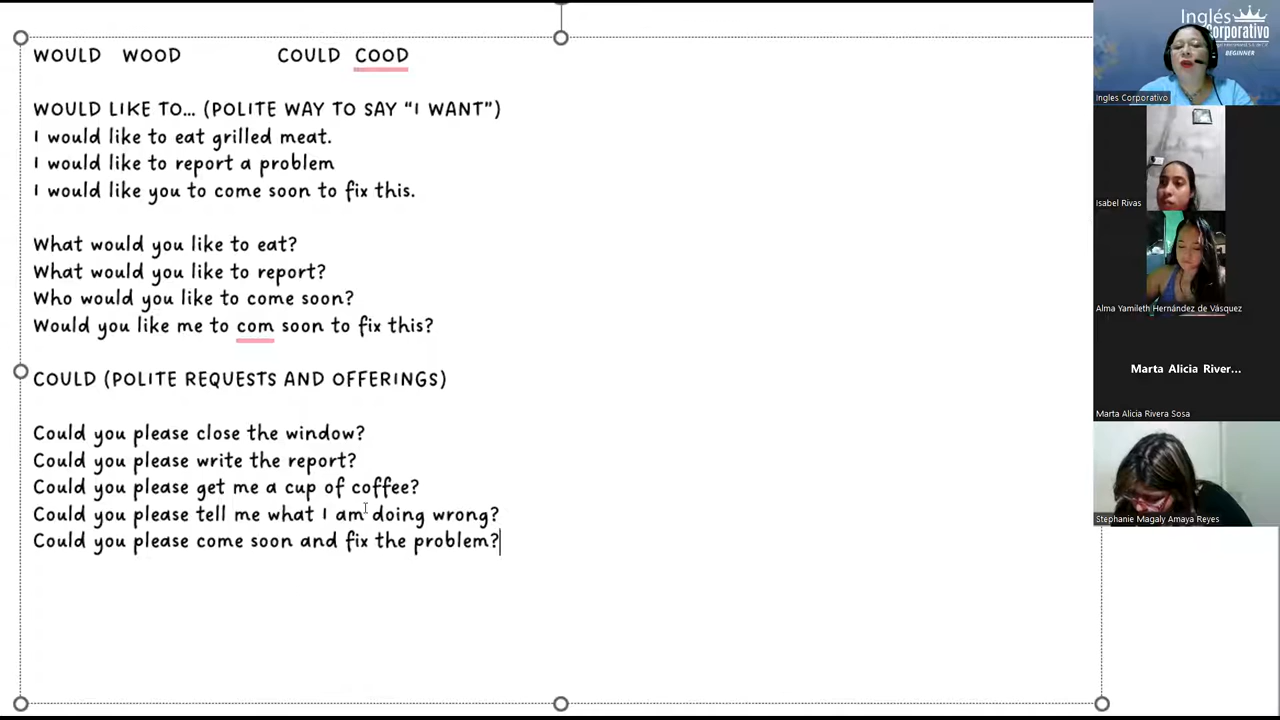 WOULD WOOD COULD COOD
WOULD LIKE TO... (POLITE WAY TO SAY "I WANT")
I would like to eat grilled meat.
I would like to report a problem
I would like you to come soon to fix this.
What would you like to eat?
What would you like to report?
Who would you like to come soon?
Would you like me to com soon to fix this?
COULD (POLITE REQUESTS AND OFFERINGS)
Could you please close the window?
Could you please write the report?
Could you please get me a cup of coffee?
Could you please tell me what I am doing wrong?
Could you please come soon and fix the problem?
Inglés
Corporativo
BEGINNER
Ingles Corporativo
Isabel Rivas
Alma Yamileth Hernández de Vásquez
Marta Alicia River...
Marta Alicia Rivera Sosa
Stephanie Magaly Amaya Reyes